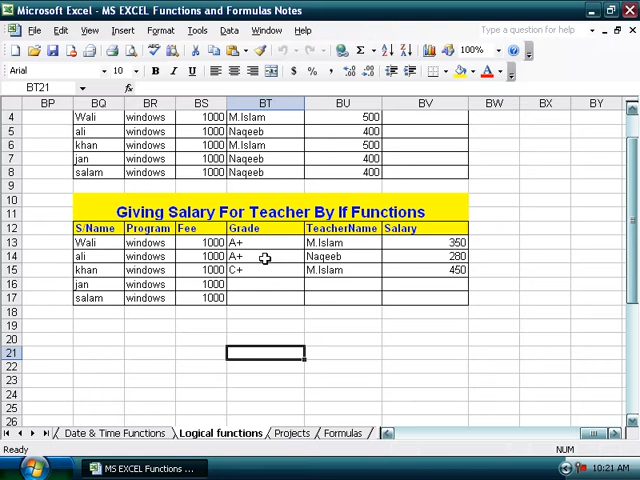 Microsoft Excel - MS EXCEL Functions and Formulas Notes
File Edit View Insert Format Tools Data Window Help Type a question for help
100%
Arial 10 B I U
BT21 fx
BP BQ BR BS BT BU BV BW BX BY
4 Wali windows 1000 M.Islam 500
5 ali windows 1000 Naqeeb 400
6 khan windows 1000 M.Islam 500
7 jan windows 1000 Naqeeb 400
8 salam windows 1000 Naqeeb 400
9
10
11 Giving Salary For Teacher By If Functions
12 S/Name Program Fee Grade TeacherName Salary
13 Wali windows 1000 A+ M.Islam 350
14 ali windows 1000 A+ Naqeeb 280
15 khan windows 1000 C+ M.Islam 450
16 jan windows 1000
17 salam windows 1000
18
19
20
21
22
23
24
25
26
Date & Time Functions Logical functions Projects Formulas
Ready NUM
start MS EXCEL Functions ... 10:21 AM